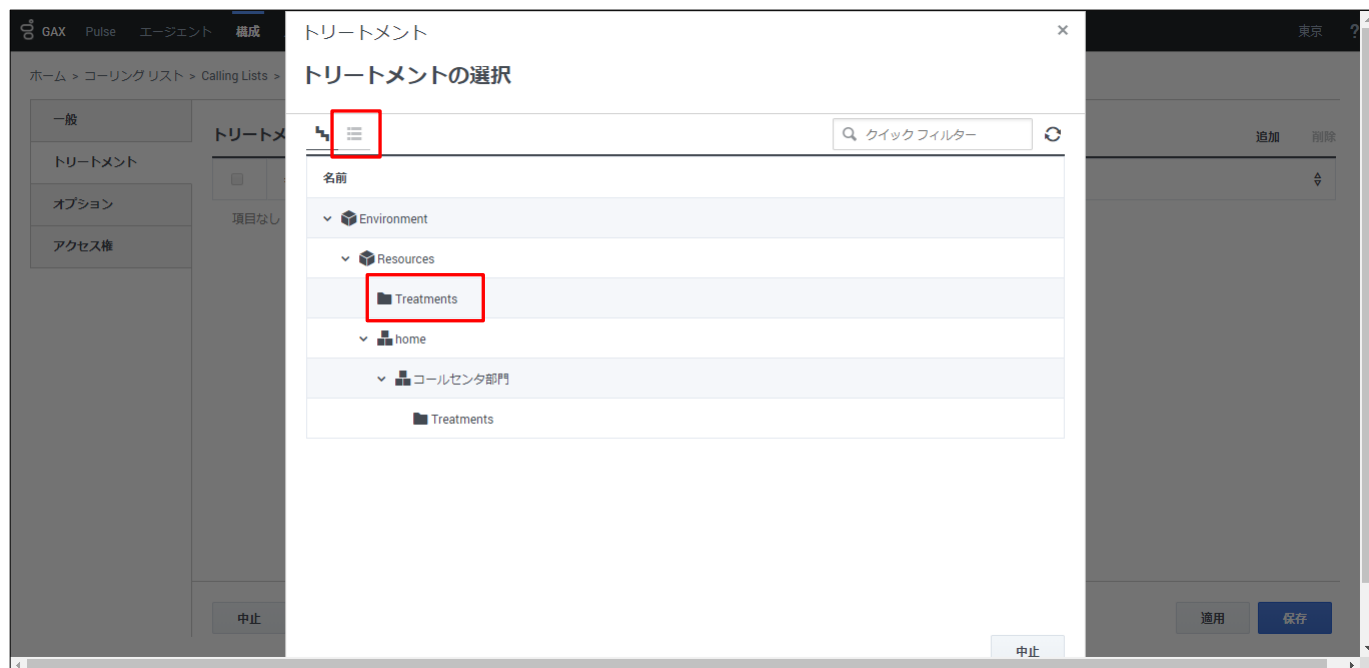 GAX Pulse エージェント 構成 東京 ?
ホーム > コーリング リスト > Calling Lists >
一般
トリートメント
オプション
アクセス権
トリートメ
追加 削除
項目なし
中止
適用 保存
トリートメント ×
トリートメントの選択
クイック フィルター
名前
Environment
Resources
Treatments
home
コールセンタ部門
Treatments
中止